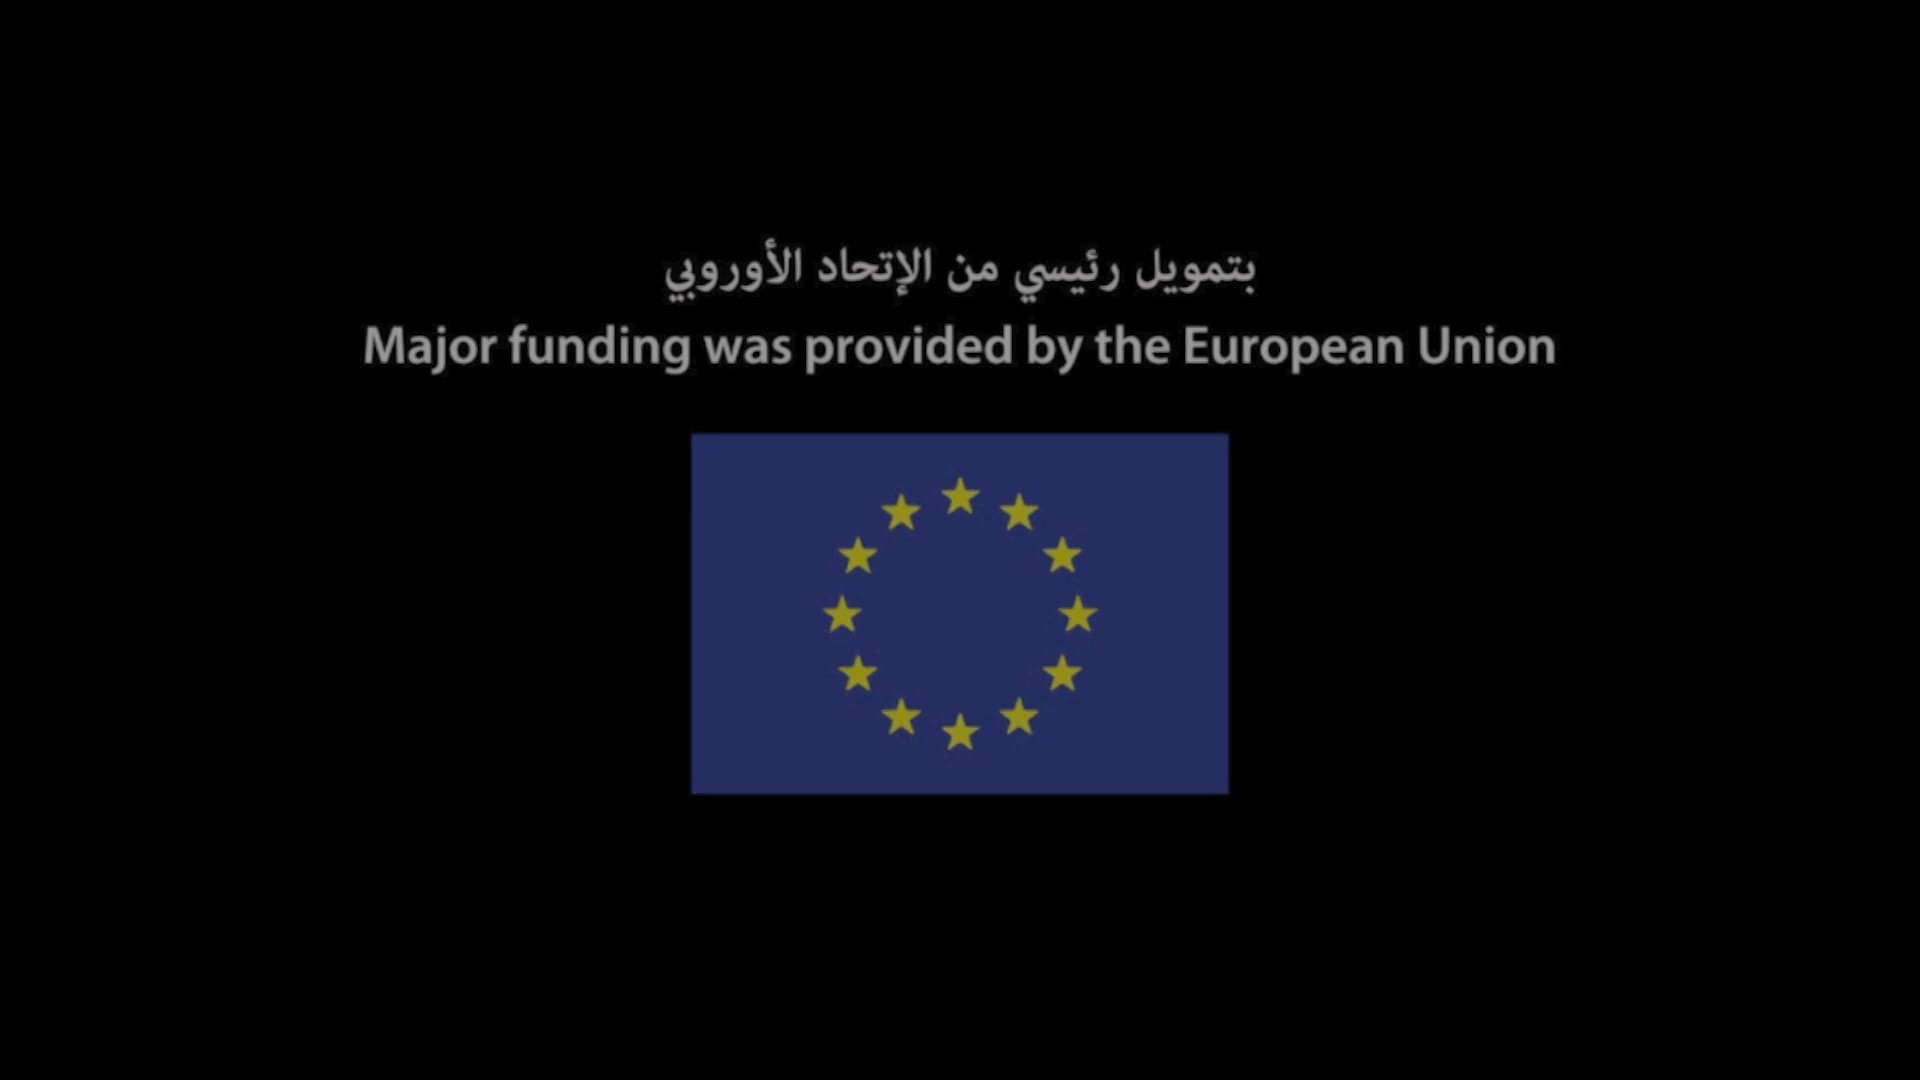 بتمويل رئيسي من الإتحاد الأوروبي
Major funding was provided by the European Union